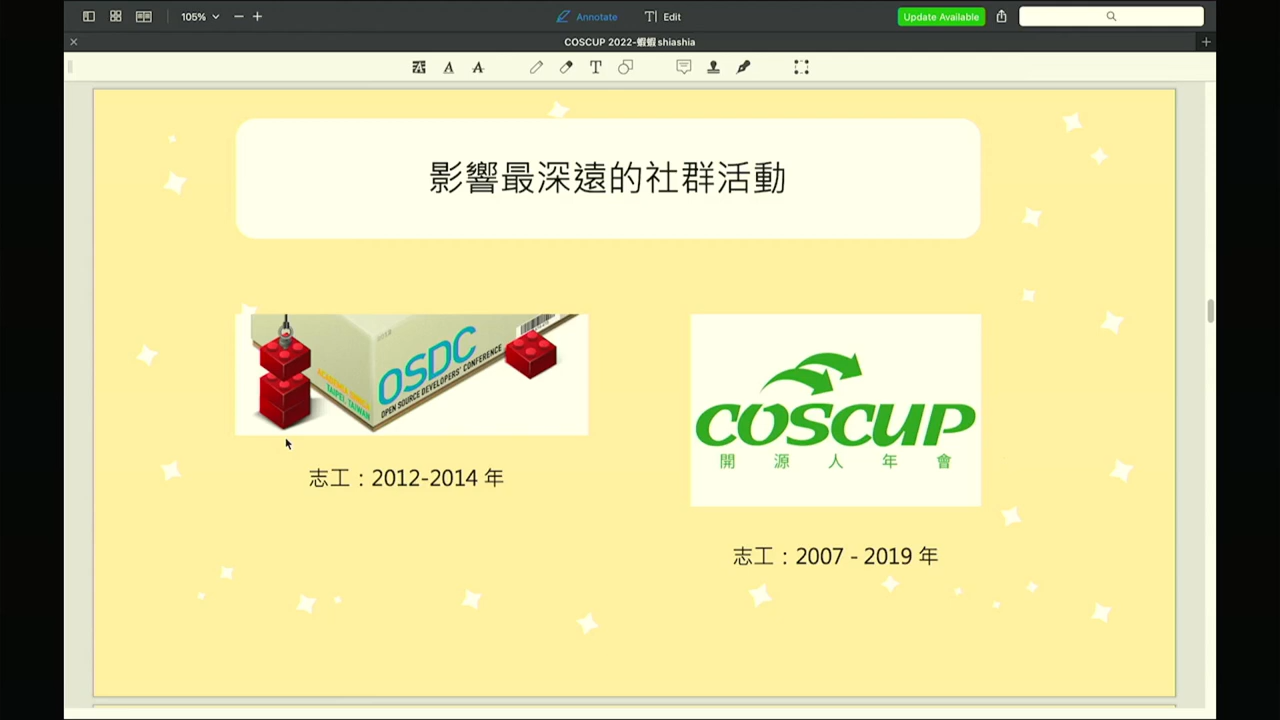 105%
Annotate
Edit
Update Available
COSCUP 2022-蝦蝦 shiashia
影響最深遠的社群活動
OSDC
OPEN SOURCE DEVELOPERS' CONFERENCE
TAIPEI, TAIWAN
志工：2012-2014 年
COSCUP
開源人年會
志工：2007 - 2019 年